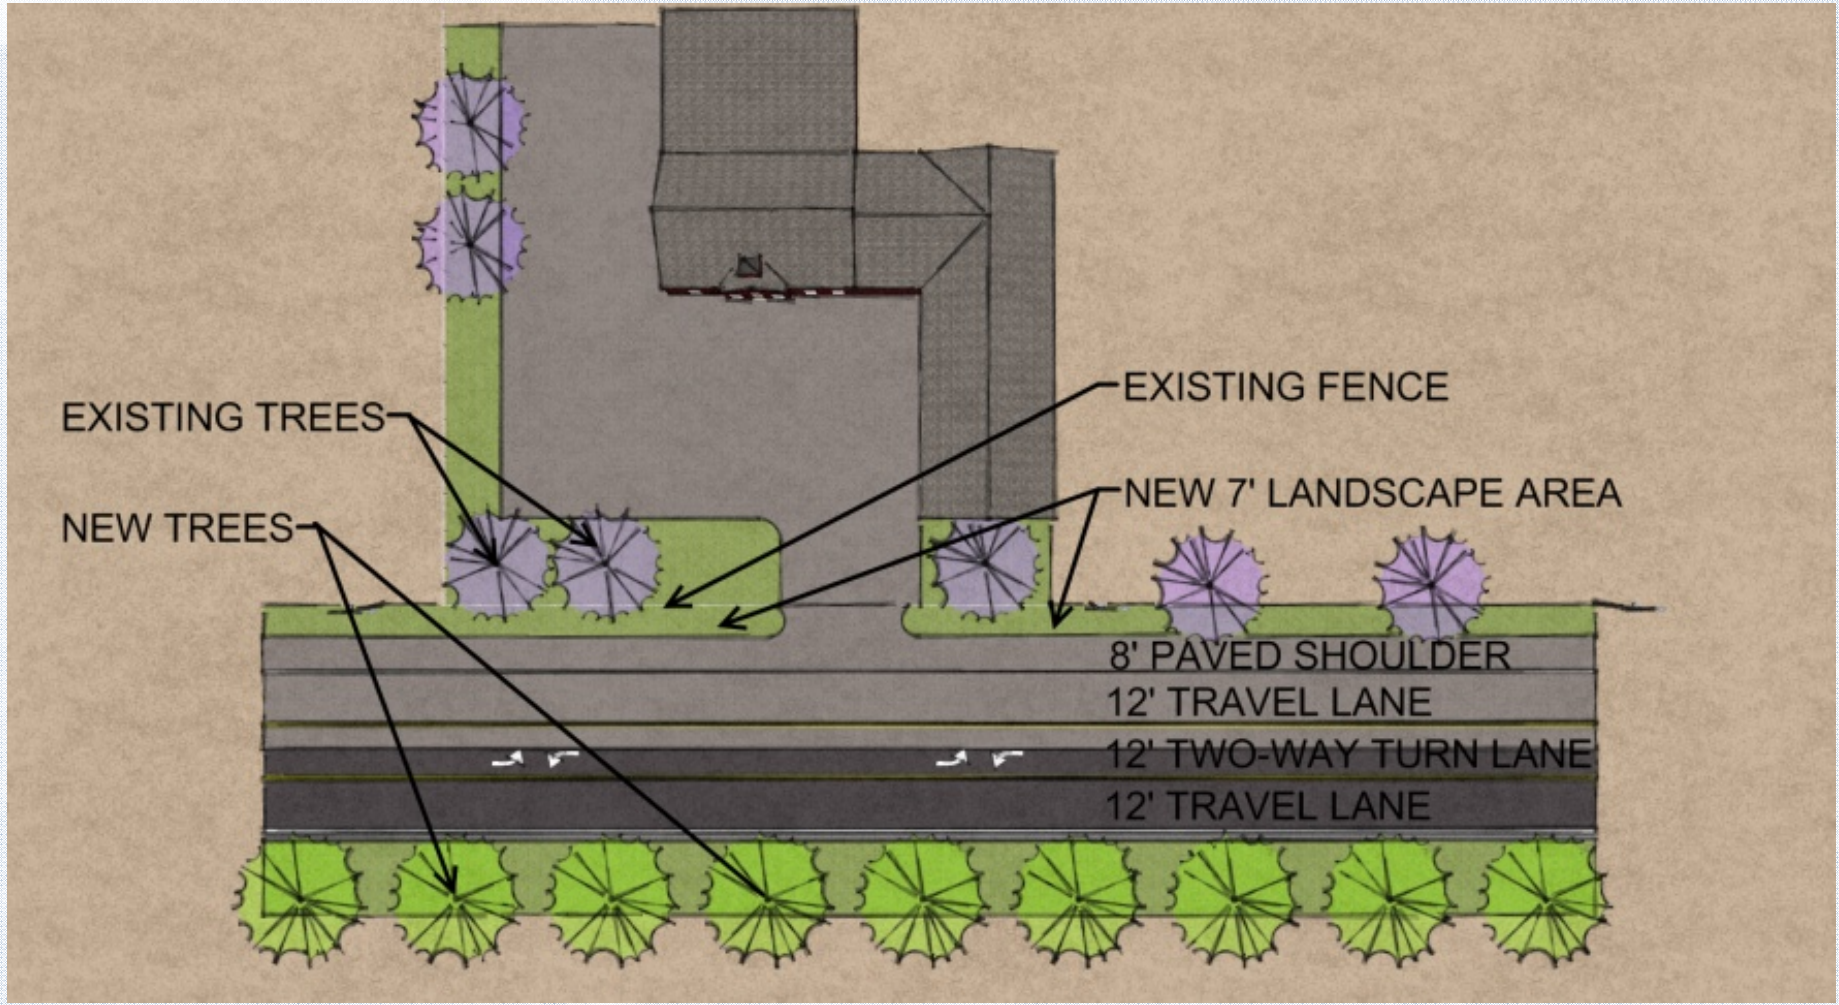 EXISTING FENCE
EXISTING TREES
NEW 7' LANDSCAPE AREA
NEW TREES
8' PAVED SHOULDER
12' TRAVEL LANE
12' TWO-WAY TURN LANE
12' TRAVEL LANE